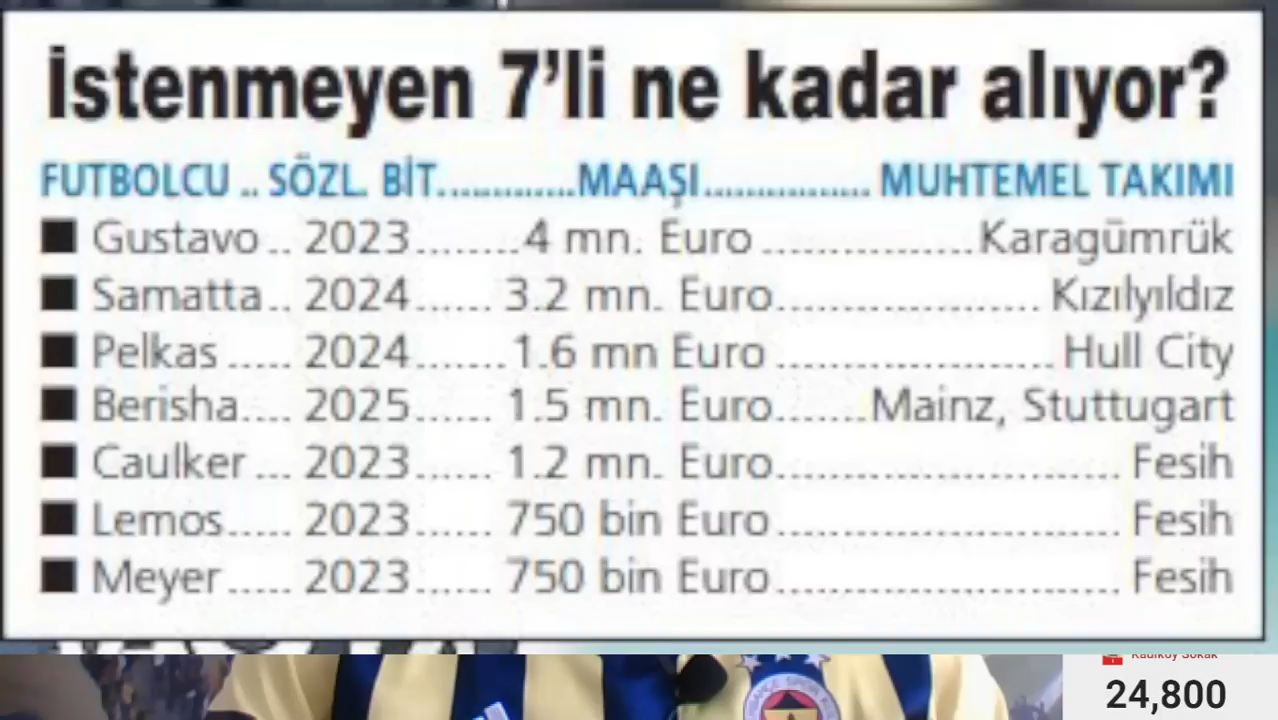 İstenmeyen 7'li ne kadar alıyor?
FUTBOLCU .. SÖZL. BİT.............MAAŞI................ MUHTEMEL TAKIMI
■ Gustavo .. 2023........4 mn. Euro ................Karagümrük
■ Samatta.. 2024...... 3.2 mn. Euro.................... Kızılyıldız
■ Pelkas ..... 2024.......1.6 mn Euro ..................... Hull City
■ Berisha.... 2025...... 1.5 mn. Euro.......Mainz, Stuttugart
■ Caulker ... 2023...... 1.2 mn. Euro.......................... Fesih
■ Lemos..... 2023...... 750 bin Euro.......................... Fesih
■ Meyer..... 2023...... 750 bin Euro.......................... Fesih
Kadıköy Sokak
24,800